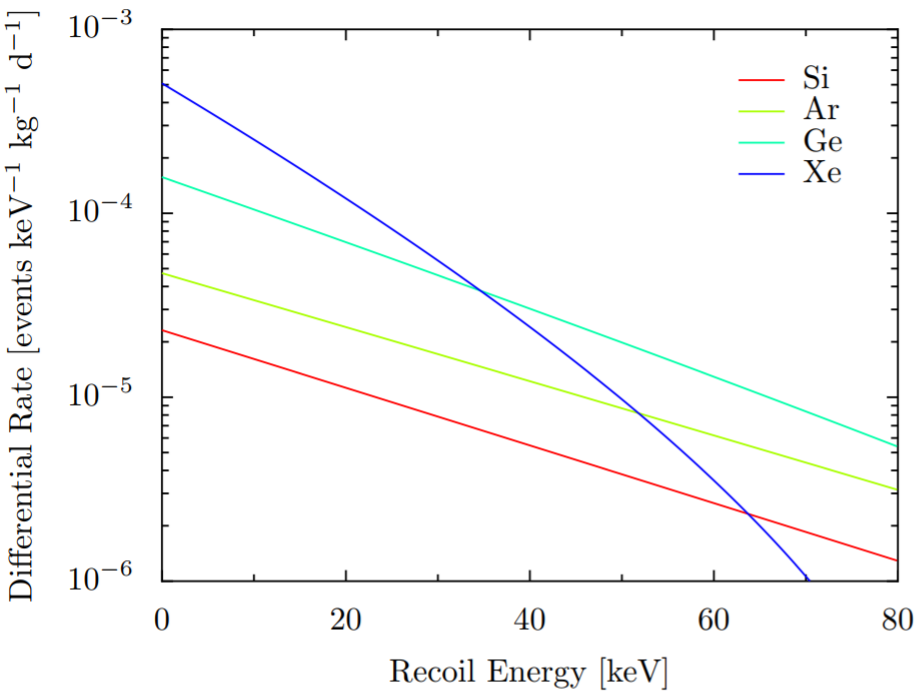 Differential Rate [events keV⁻¹ kg⁻¹ d⁻¹]
10⁻³
10⁻⁴
10⁻⁵
10⁻⁶
Si
Ar
Ge
Xe
0 20 40 60 80
Recoil Energy [keV]